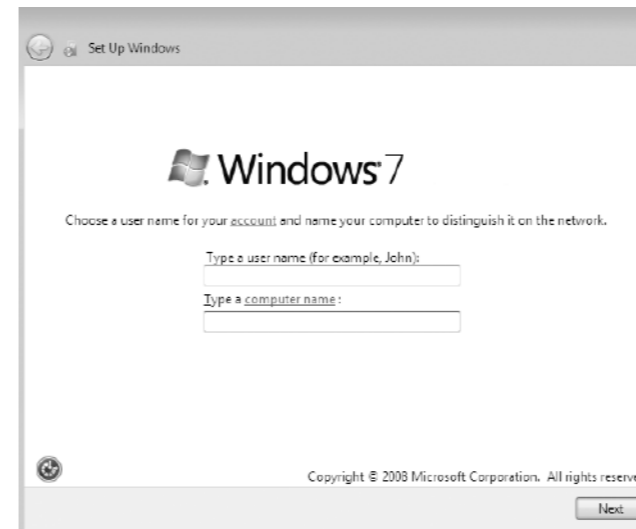 Set Up Windows
Windows 7
Choose a user name for your account and name your computer to distinguish it on the network.
Type a user name (for example, John):
Type a computer name :
Copyright © 2008 Microsoft Corporation. All rights reserve
Next